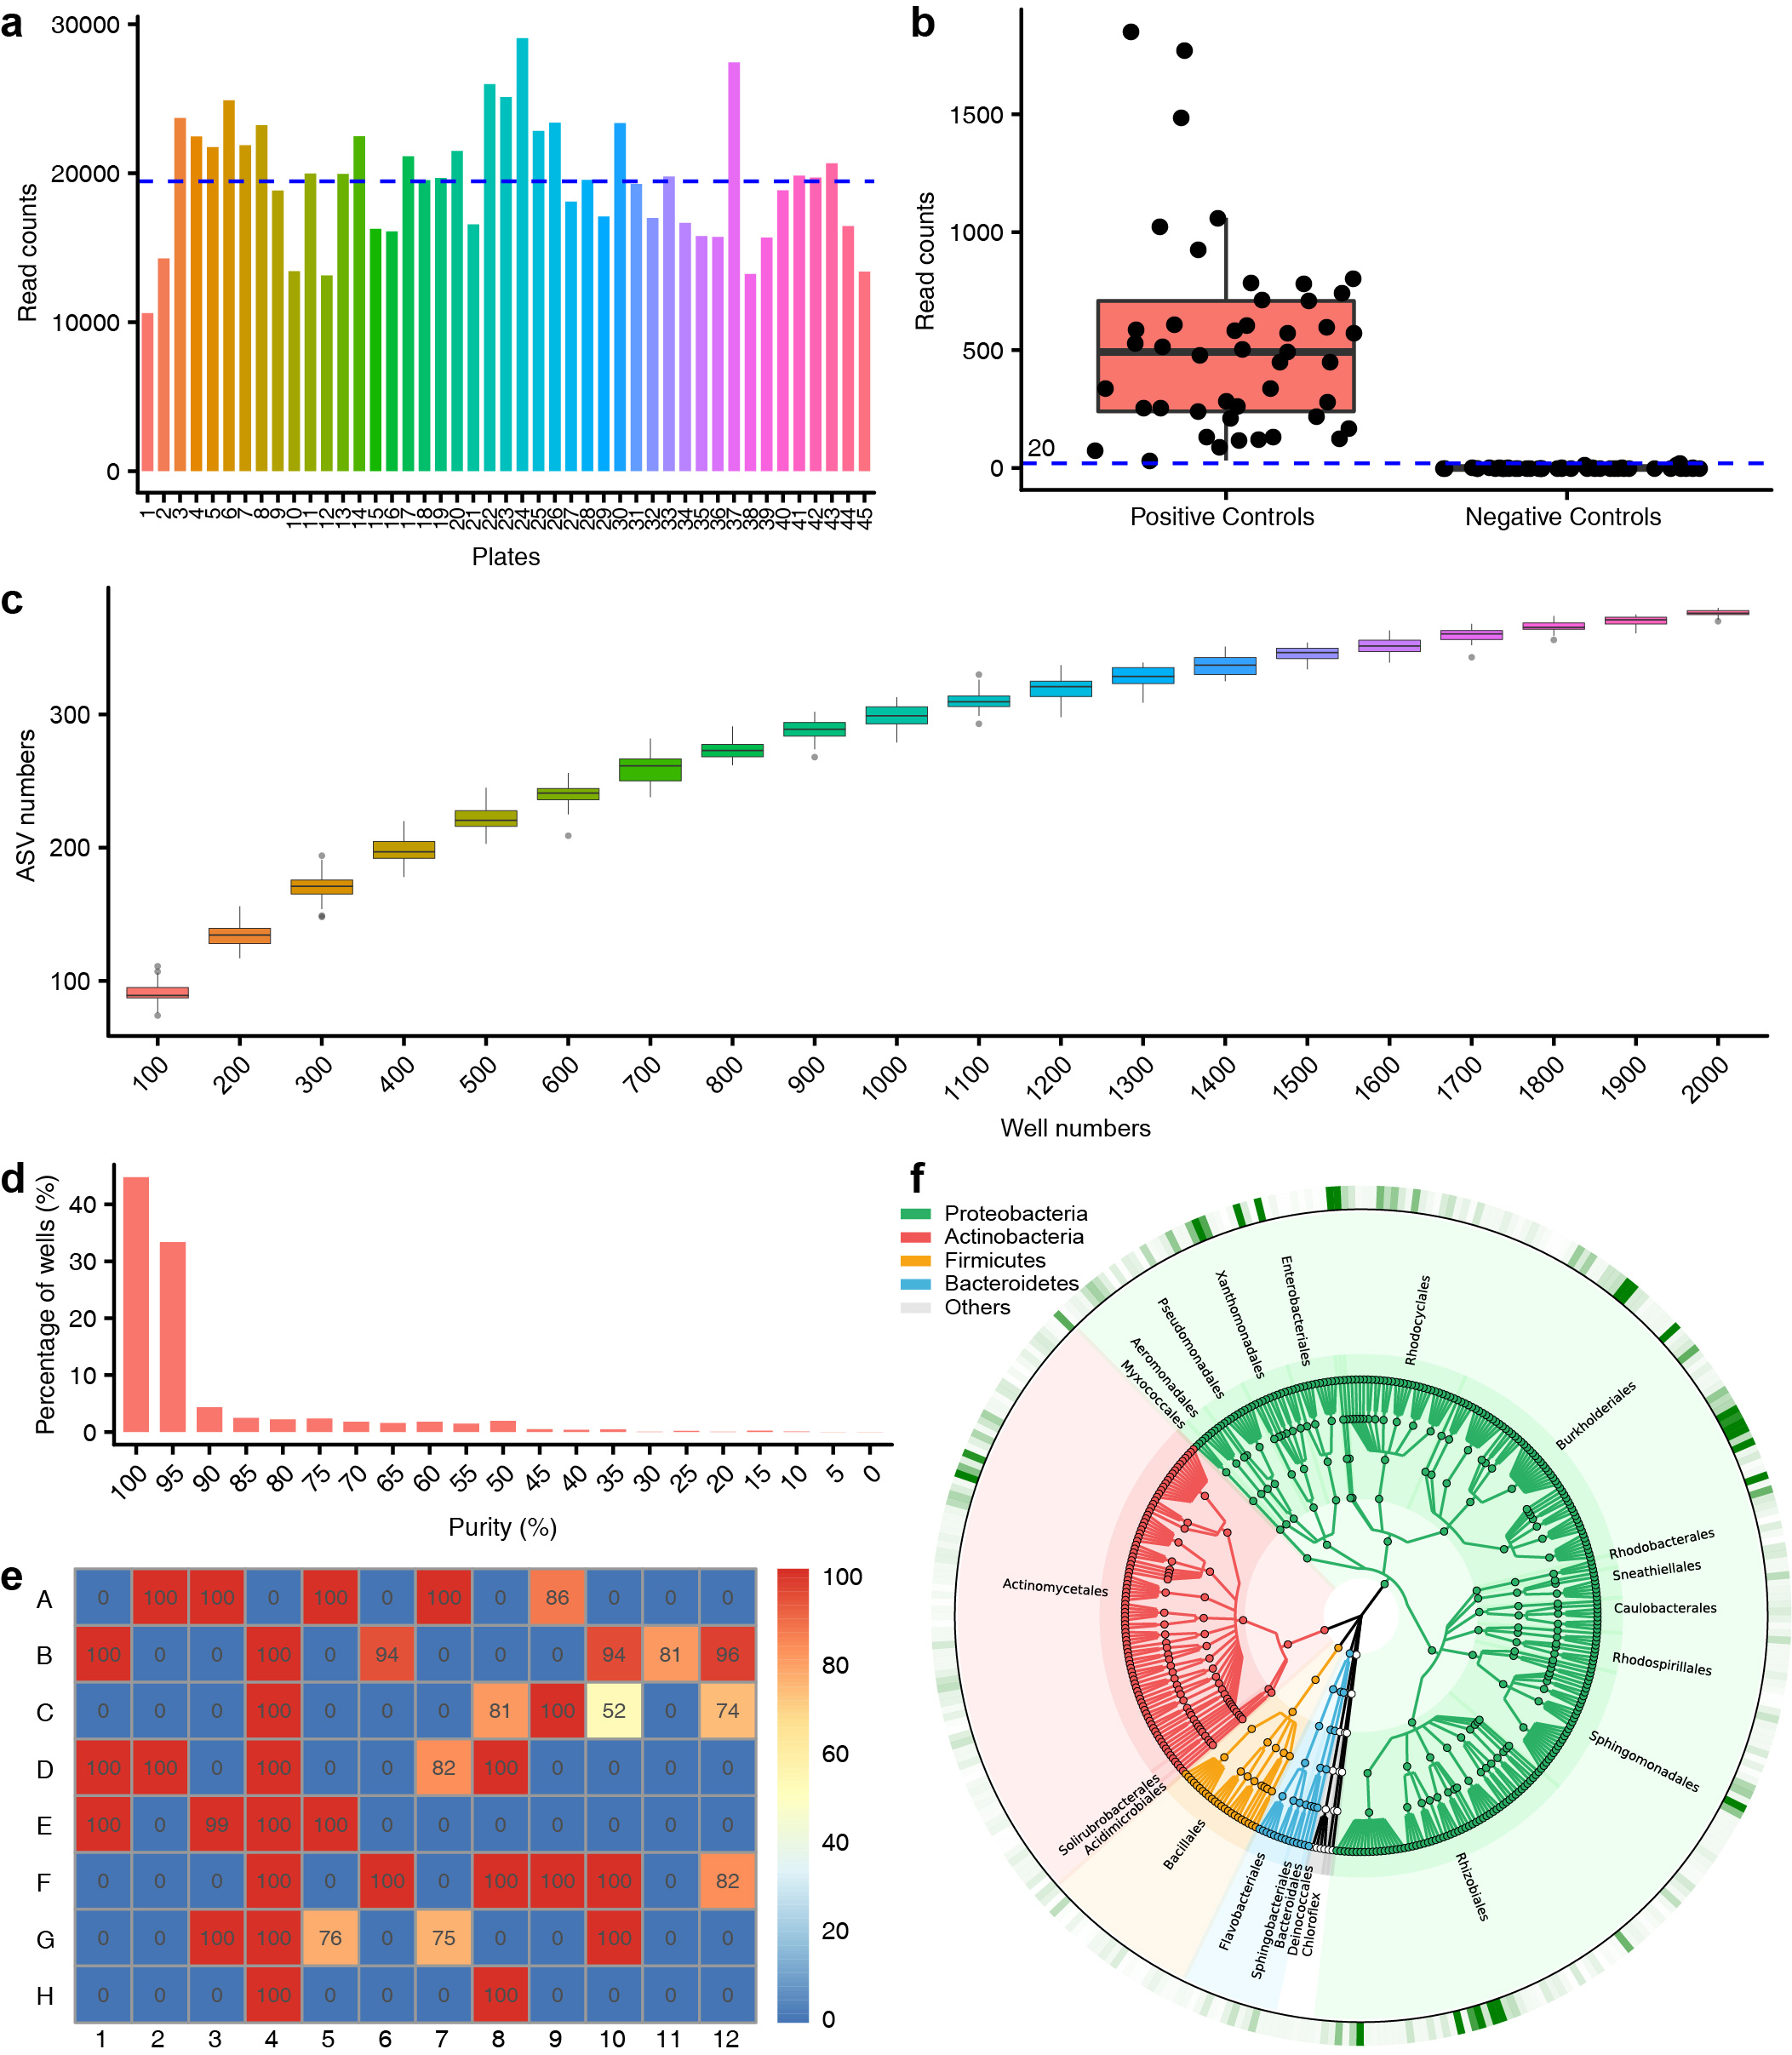 a
30000
20000
10000
0
Read counts
1 2 3 4 5 6 7 8 9 10 11 12 13 14 15 16 17 18 19 20 21 22 23 24 25 26 27 28 29 30 31 32 33 34 35 36 37 38 39 40 41 42 43 44 45
Plates
b
1500
1000
500
0
20
Read counts
Positive Controls Negative Controls
c
300
200
100
ASV numbers
100 200 300 400 500 600 700 800 900 1000 1100 1200 1300 1400 1500 1600 1700 1800 1900 2000
Well numbers
d
40
30
20
10
0
Percentage of wells (%)
100 95 90 85 80 75 70 65 60 55 50 45 40 35 30 25 20 15 10 5 0
Purity (%)
e
A 0 100 100 0 100 0 100 0 86 0 0 0
B 100 0 0 100 0 94 0 0 0 94 81 96
C 0 0 0 100 0 0 0 81 100 52 0 74
D 100 100 0 100 0 0 82 100 0 0 0 0
E 100 0 99 100 100 0 0 0 0 0 0 0
F 0 0 0 100 0 100 0 100 100 100 0 82
G 0 0 100 100 76 0 75 0 0 100 0 0
H 0 0 0 100 0 0 0 100 0 0 0 0
1 2 3 4 5 6 7 8 9 10 11 12
100
80
60
40
20
0
f
Proteobacteria
Actinobacteria
Firmicutes
Bacteroidetes
Others
Myxococcales
Aeromonadales
Pseudomonadales
Xanthomonadales
Enterobacteriales
Rhodocyclales
Burkholderiales
Rhodobacterales
Sneathiellales
Caulobacterales
Rhodospirillales
Sphingomonadales
Rhizobiales
Chloroflex
Deinococcales
Bacteroidales
Sphingobacteriales
Flavobacteriales
Bacillales
Acidimicrobiales
Solirubrobacterales
Actinomycetales